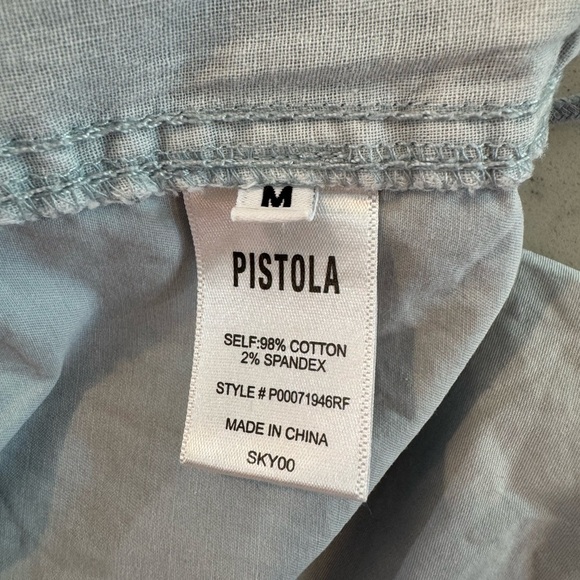 M
PISTOLA
SELF:98% COTTON
2% SPANDEX
STYLE # P00071946RF
MADE IN CHINA
SKY00